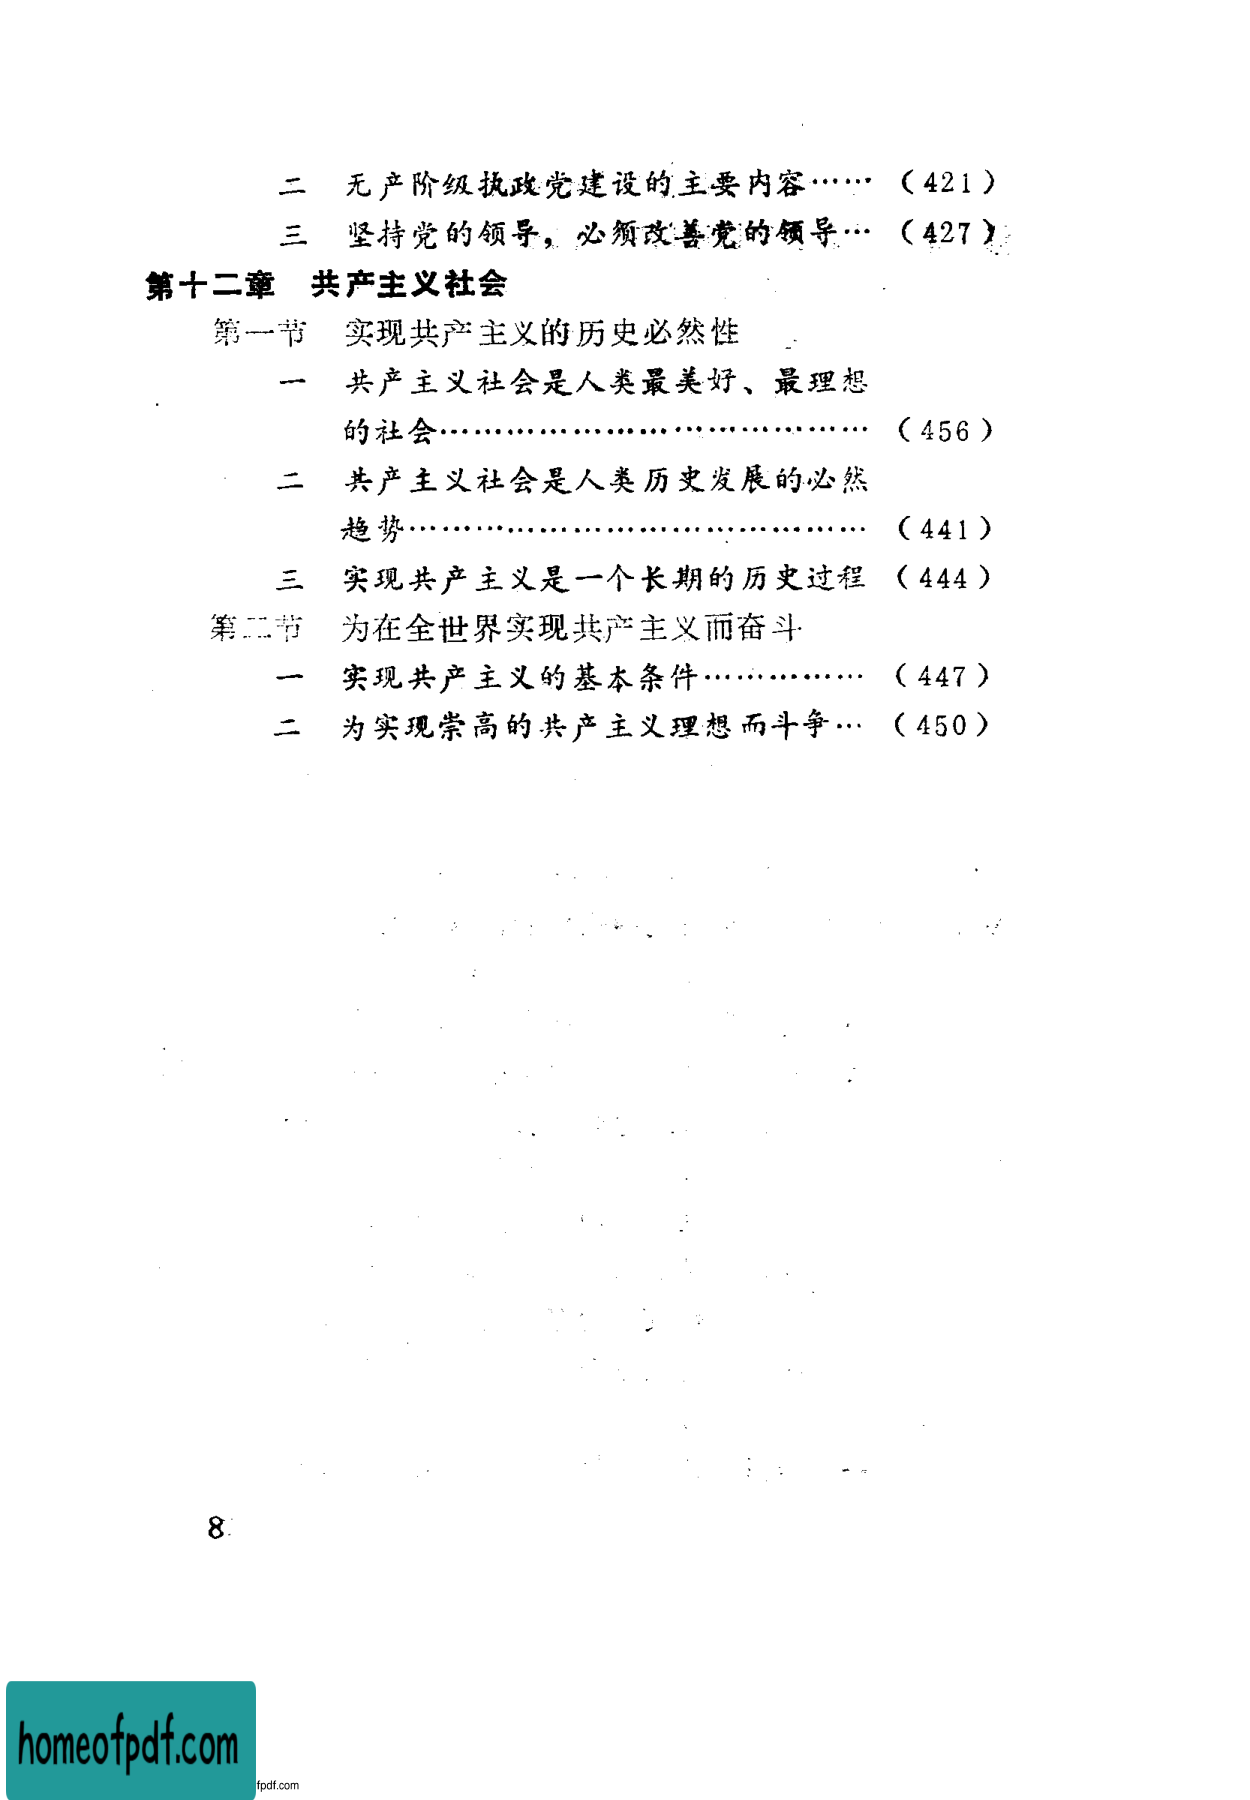 二 无产阶级执政党建设的主要内容……（421）
三 坚持党的领导，必须改善党的领导…（427）
第十二章 共产主义社会
第一节 实现共产主义的历史必然性
一 共产主义社会是人类最美好、最理想
的社会……………………………………（456）
二 共产主义社会是人类历史发展的必然
趋势………………………………………（441）
三 实现共产主义是一个长期的历史过程（444）
第二节 为在全世界实现共产主义而奋斗
一 实现共产主义的基本条件……………（447）
二 为实现崇高的共产主义理想而斗争…（450）
8
homeofpdf.com
fpdf.com